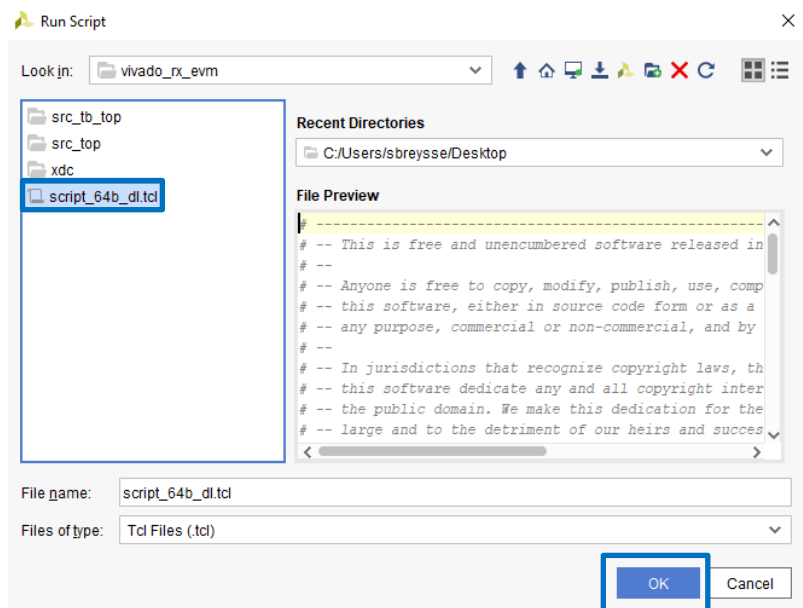 Run Script
Look in: vivado_rx_evm
src_tb_top
src_top
xdc
script_64b_dl.tcl
Recent Directories
C:/Users/sbreysse/Desktop
File Preview
# ------------------------------------------------------
# -- This is free and unencumbered software released in
# --
# -- Anyone is free to copy, modify, publish, use, comp
# -- this software, either in source code form or as a
# -- any purpose, commercial or non-commercial, and by
# --
# -- In jurisdictions that recognize copyright laws, th
# -- this software dedicate any and all copyright inter
# -- the public domain. We make this dedication for the
# -- large and to the detriment of our heirs and succes
File name: script_64b_dl.tcl
Files of type: Tcl Files (.tcl)
OK Cancel